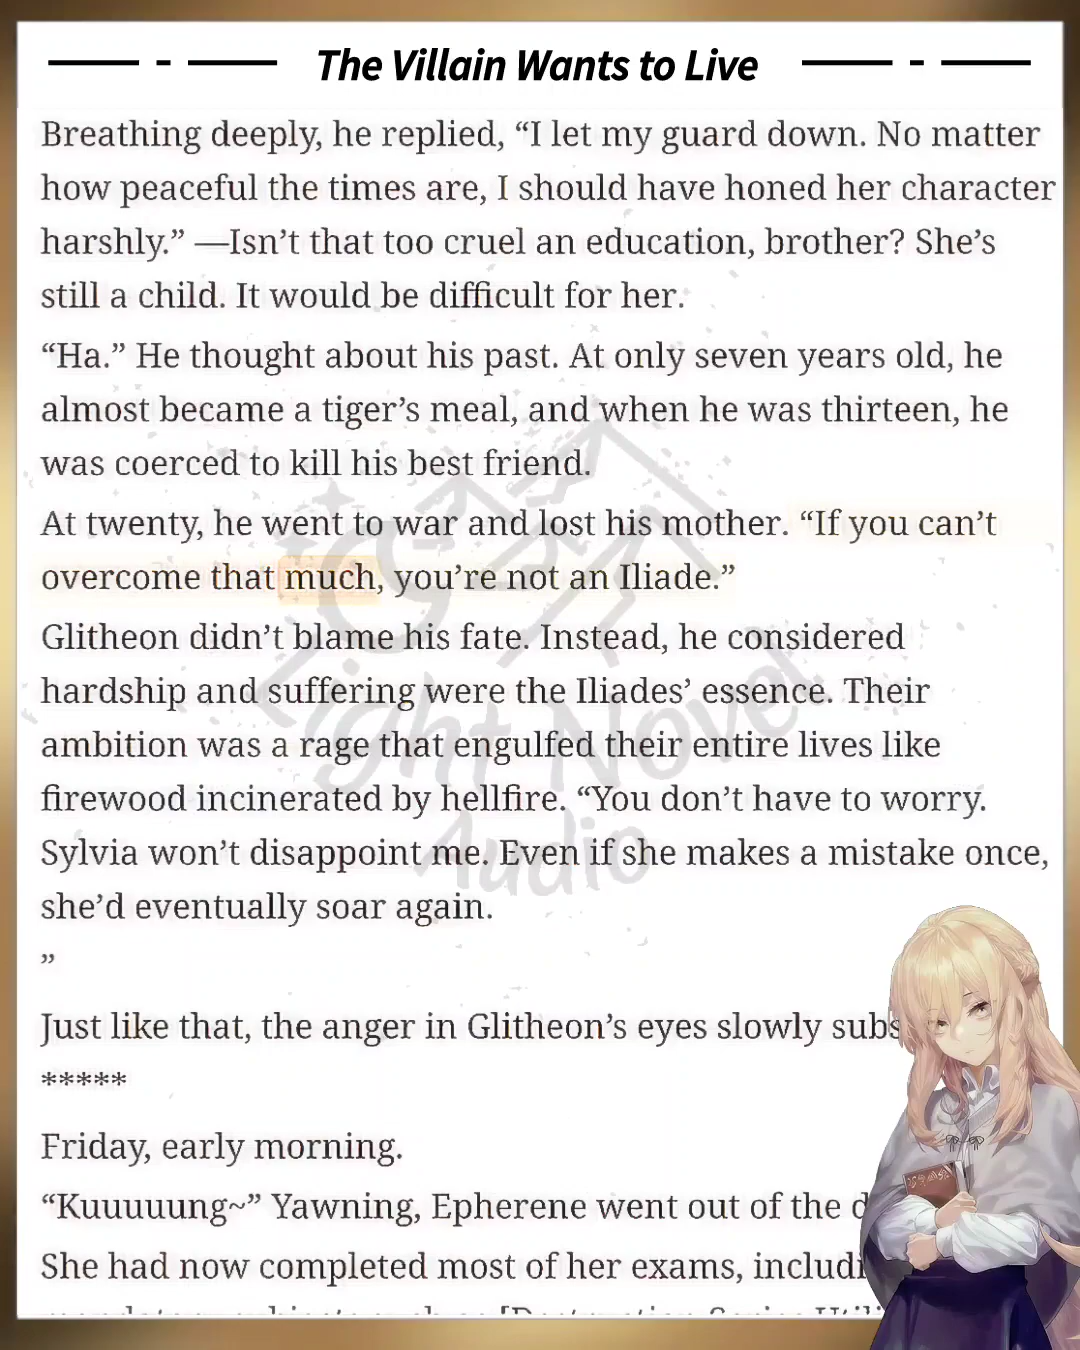 The Villain Wants to Live
Breathing deeply, he replied, “I let my guard down. No matter
how peaceful the times are, I should have honed her character
harshly.” —Isn’t that too cruel an education, brother? She’s
still a child. It would be difficult for her.
“Ha.” He thought about his past. At only seven years old, he
almost became a tiger’s meal, and when he was thirteen, he
was coerced to kill his best friend.
At twenty, he went to war and lost his mother. “If you can’t
overcome that much, you’re not an Iliade.”
Glitheon didn’t blame his fate. Instead, he considered
hardship and suffering were the Iliades’ essence. Their
ambition was a rage that engulfed their entire lives like
firewood incinerated by hellfire. “You don’t have to worry.
Sylvia won’t disappoint me. Even if she makes a mistake once,
she’d eventually soar again.
”
Just like that, the anger in Glitheon’s eyes slowly subs
*****
Friday, early morning.
“Kuuuuung~” Yawning, Epherene went out of the d
She had now completed most of her exams, includi
Light Novel
Audio